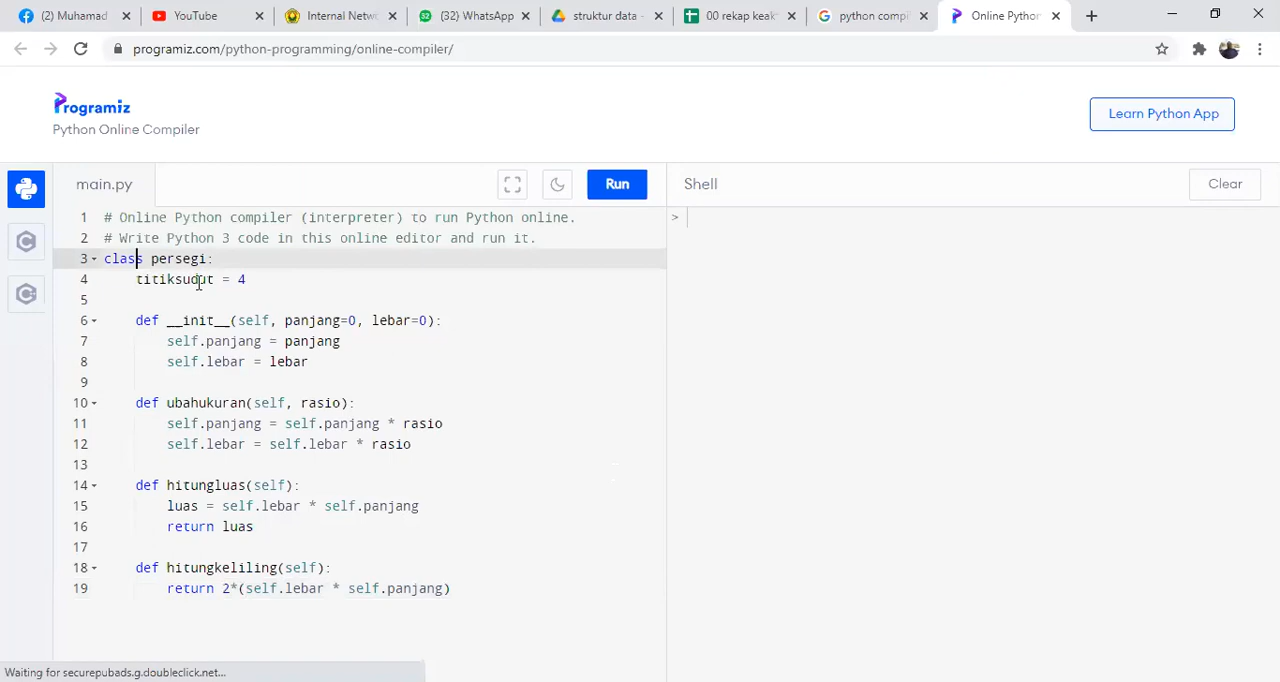 (2) Muhamad
YouTube
Internal Netw
(32) WhatsApp
struktur data -
00 rekap keak
python compil
Online Python
programiz.com/python-programming/online-compiler/
Programiz
Python Online Compiler
Learn Python App
main.py
Run
Shell
Clear
1 # Online Python compiler (interpreter) to run Python online.
2 # Write Python 3 code in this online editor and run it.
3 class persegi:
4 titiksudut = 4
5
6 def __init__(self, panjang=0, lebar=0):
7 self.panjang = panjang
8 self.lebar = lebar
9
10 def ubahukuran(self, rasio):
11 self.panjang = self.panjang * rasio
12 self.lebar = self.lebar * rasio
13
14 def hitungluas(self):
15 luas = self.lebar * self.panjang
16 return luas
17
18 def hitungkeliling(self):
19 return 2*(self.lebar * self.panjang)
>
Waiting for securepubads.g.doubleclick.net...